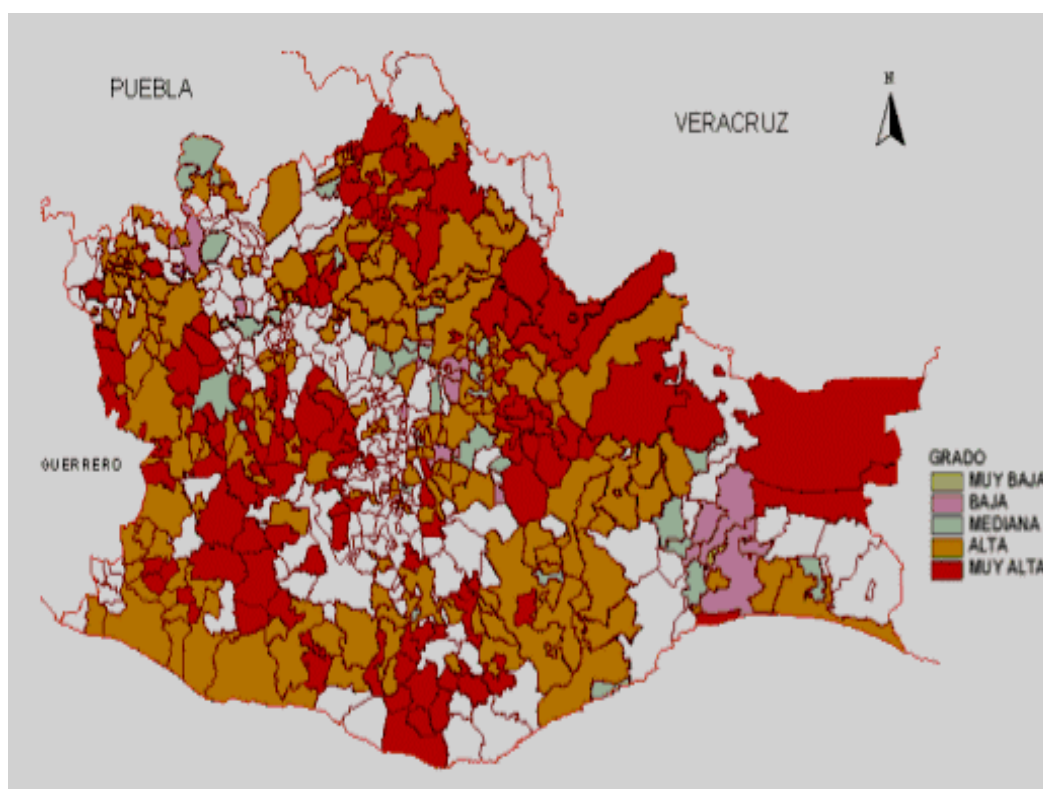 PUEBLA
N
VERACRUZ
GUERRERO
GRADO
MUY BAJA
BAJA
MEDIANA
ALTA
MUY ALTA